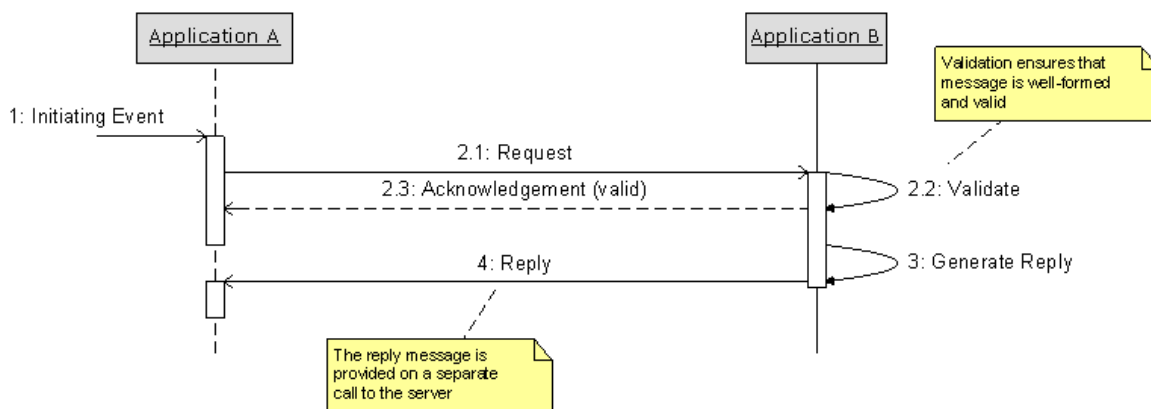 Application A
Application B
Validation ensures that
message is well-formed
and valid
1: Initiating Event
2.1: Request
2.3: Acknowledgement (valid)
2.2: Validate
4: Reply
3: Generate Reply
The reply message is
provided on a separate
call to the server